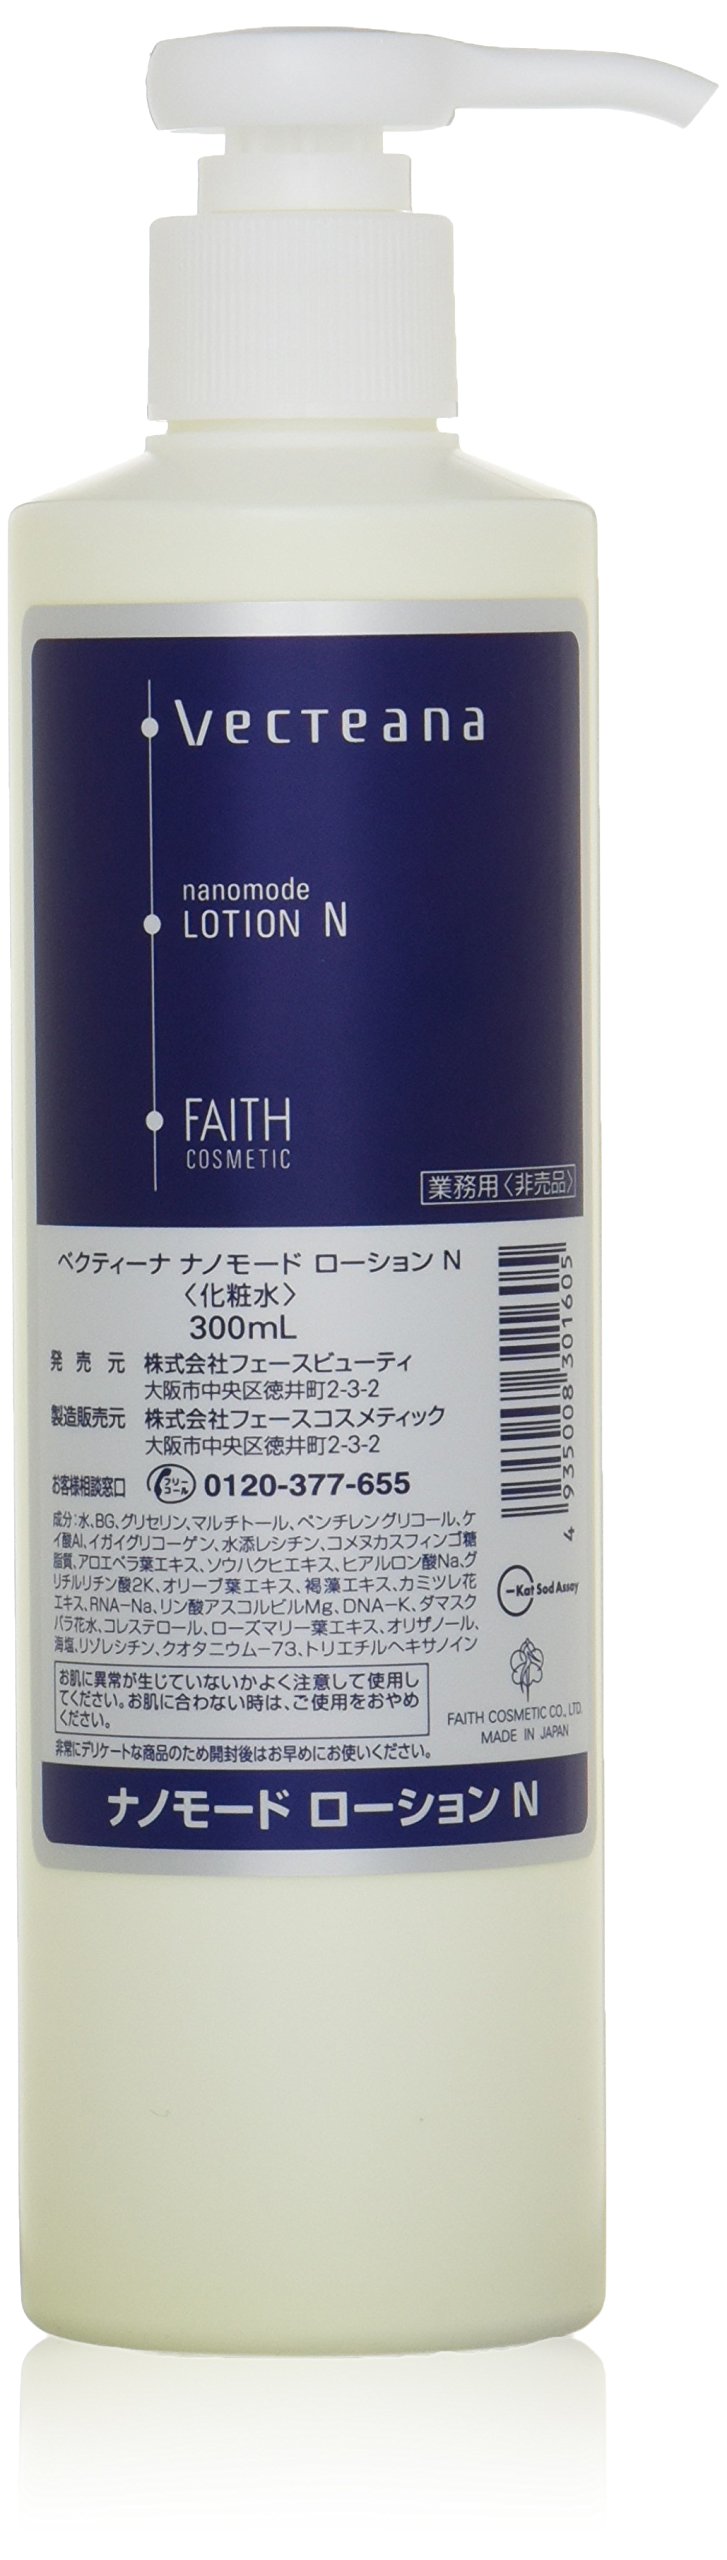 Vecteana
nanomode
LOTION N
FAITH
COSMETIC
業務用〈非売品〉
ベクティーナ ナノモード ローション N
〈化粧水〉
300mL
発売元 株式会社フェースビューティ
大阪市中央区徳井町2-3-2
製造販売元 株式会社フェースコスメティック
大阪市中央区徳井町2-3-2
お客様相談窓口 フリーコール 0120-377-655
成分:水、BG、グリセリン、マルチトール、ペンチレングリコール、ケ
イ酸Al、イガイグリコーゲン、水添レシチン、コメヌカスフィンゴ糖
脂質、アロエベラ葉エキス、ソウハクヒエキス、ヒアルロン酸Na、グ
リチルリチン酸2K、オリーブ葉エキス、褐藻エキス、カミツレ花
エキス、RNA-Na、リン酸アスコルビルMg、DNA-K、ダマスク
バラ花水、コレステロール、ローズマリー葉エキス、オリザノール、
海塩、リゾレシチン、クオタニウム-73、トリエチルヘキサノイン
お肌に異常が生じていないかよく注意して使用し
てください。お肌に合わない時は、ご使用をおやめ
ください。
非常にデリケートな商品のため開封後はお早めにお使いください。
4 935008 301605
Kat Sod Assay
FAITH COSMETIC CO., LTD.
MADE IN JAPAN
ナノモード ローション N